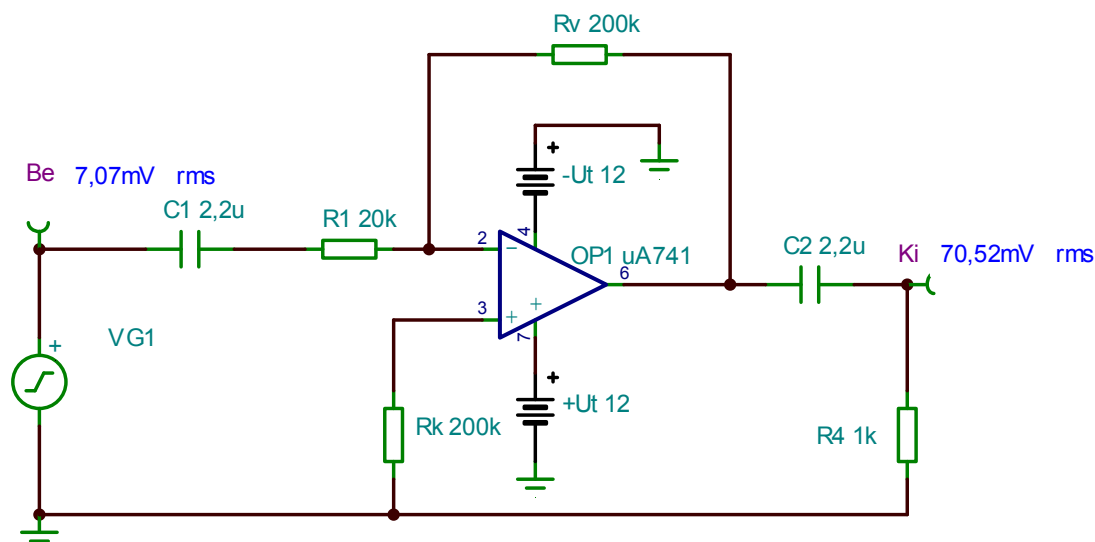 Rv 200k
+
-Ut 12
Be 7,07mV rms
C1 2,2u
R1 20k
4
2
−
OP1 uA741
6
C2 2,2u
Ki 70,52mV rms
3
+
+
7
VG1
+
+
+Ut 12
Rk 200k
R4 1k